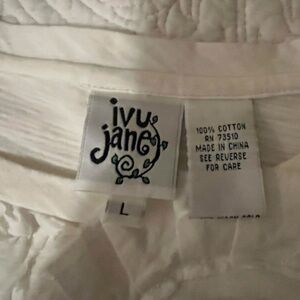 ivy
jane
L
100% COTTON
RN 73510
MADE IN CHINA
SEE REVERSE
FOR CARE